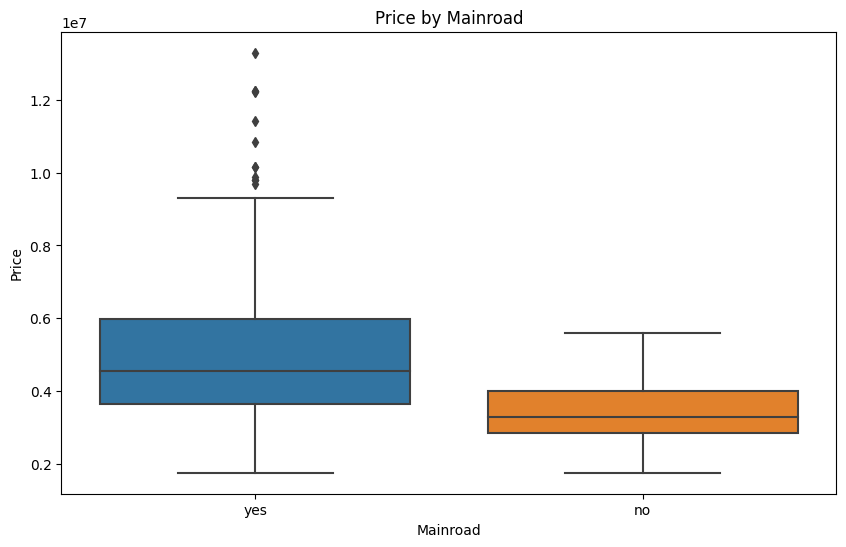 Price by Mainroad
1e7
1.2
1.0
0.8
0.6
0.4
0.2
Price
yes no
Mainroad